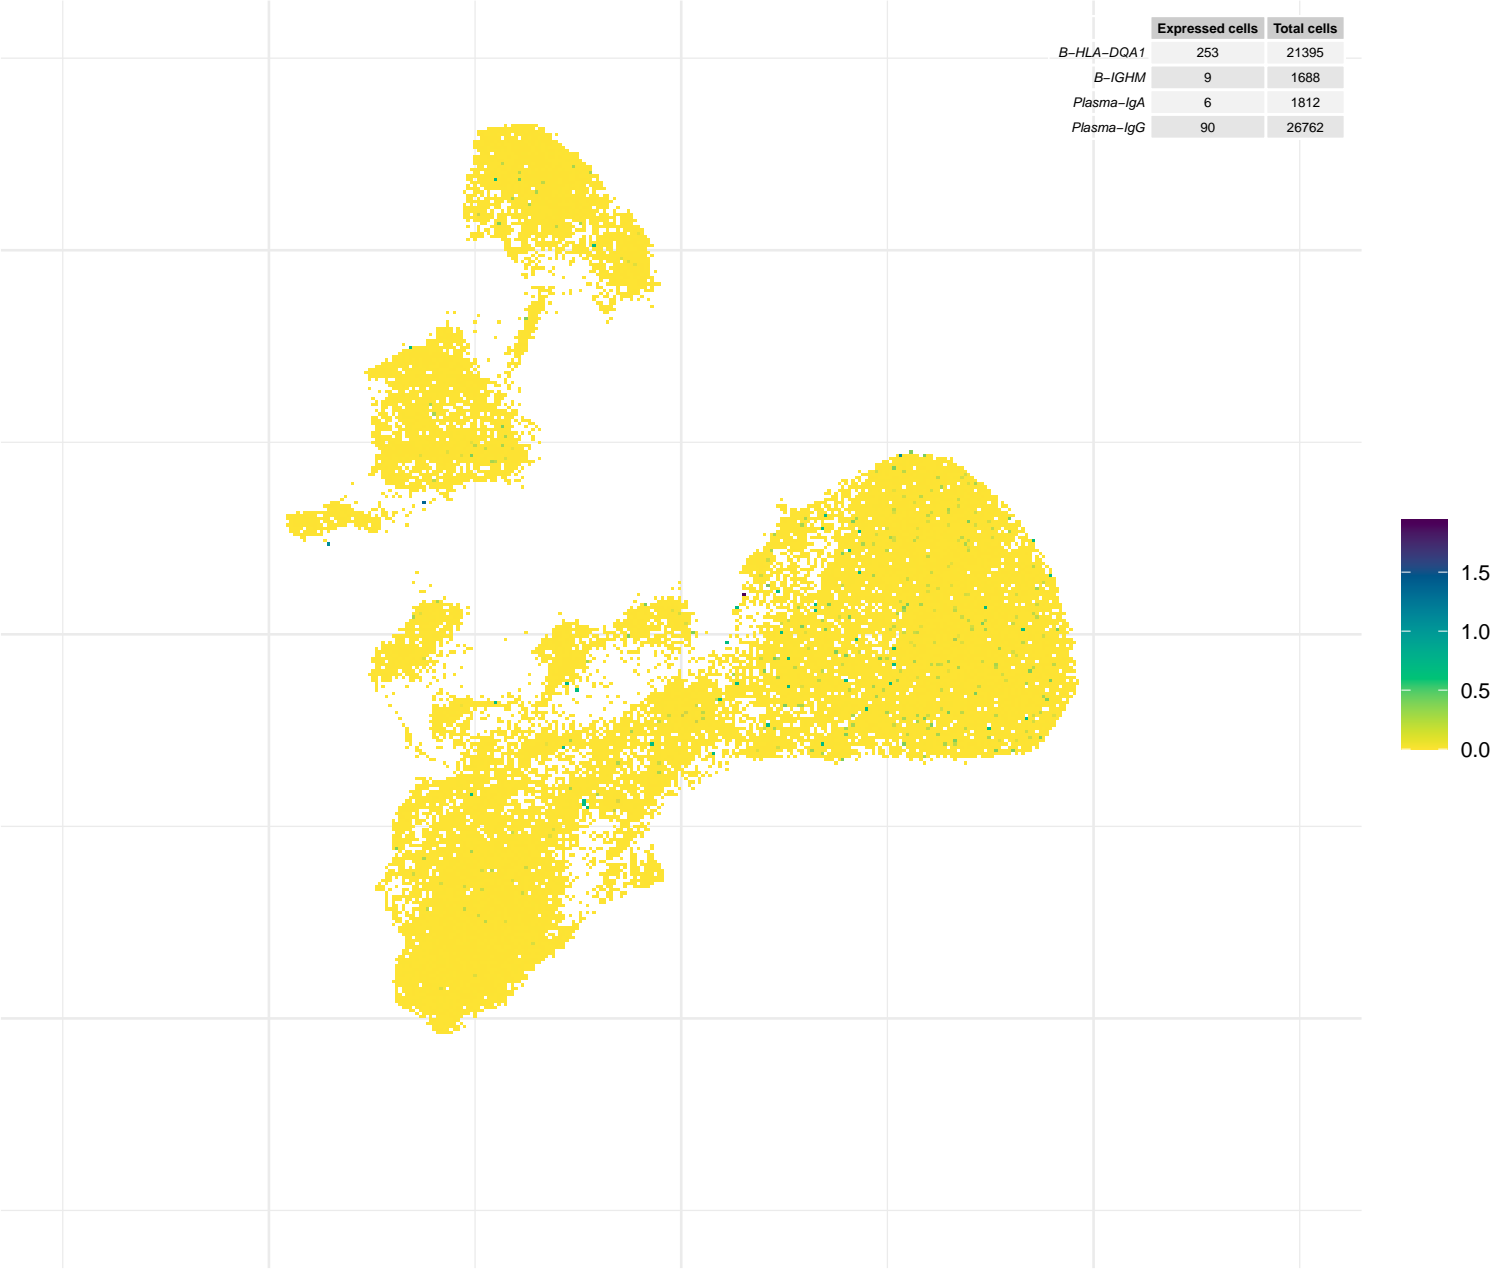 Expressed cells Total cells
B−HLA−DQA1 253 21395
B−IGHM 9 1688
Plasma−IgA 6 1812
Plasma−IgG 90 26762
1.5
1.0
0.5
0.0